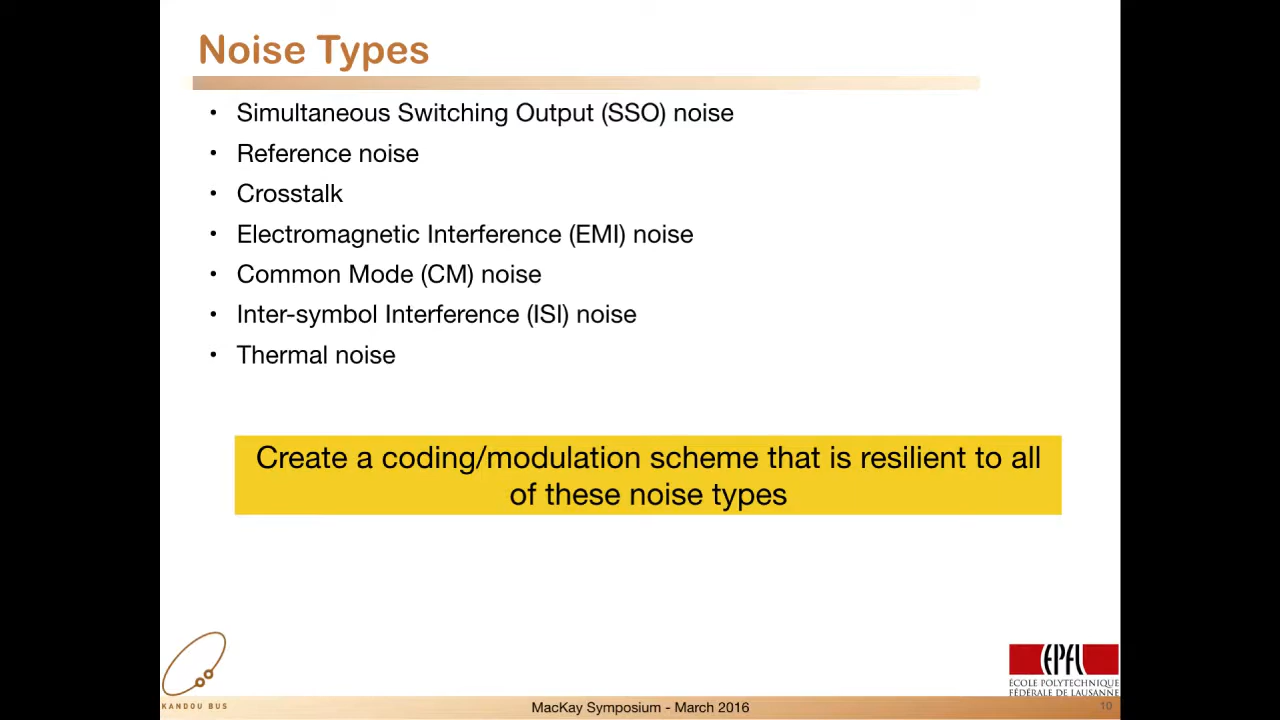 Noise Types
• Simultaneous Switching Output (SSO) noise
• Reference noise
• Crosstalk
• Electromagnetic Interference (EMI) noise
• Common Mode (CM) noise
• Inter-symbol Interference (ISI) noise
• Thermal noise
Create a coding/modulation scheme that is resilient to all
of these noise types
KANDOU BUS
MacKay Symposium - March 2016
EPFL
ÉCOLE POLYTECHNIQUE
FÉDÉRALE DE LAUSANNE
10